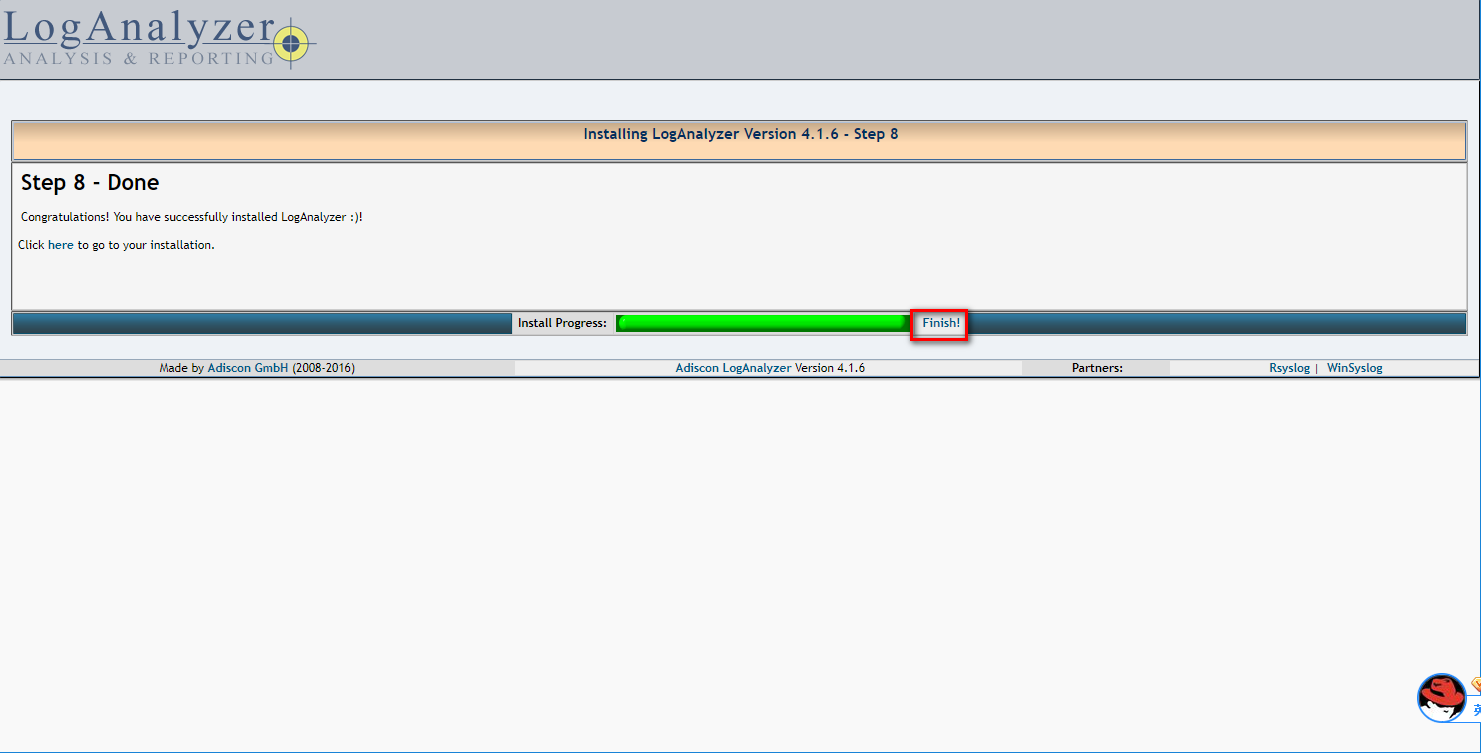 LogAnalyzer
ANALYSIS & REPORTING
Installing LogAnalyzer Version 4.1.6 - Step 8
Step 8 - Done
Congratulations! You have successfully installed LogAnalyzer :)!
Click here to go to your installation.
Install Progress: Finish!
Made by Adiscon GmbH (2008-2016) Adiscon LogAnalyzer Version 4.1.6 Partners: Rsyslog | WinSyslog